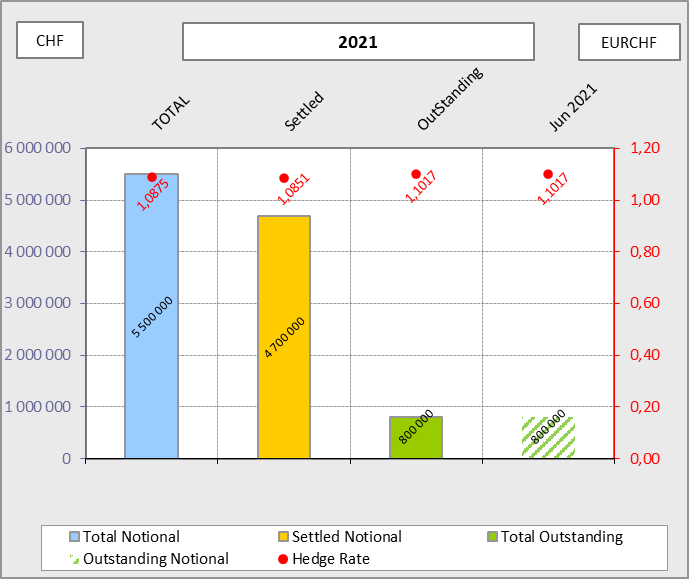 CHF
2021
EURCHF
TOTAL
Settled
OutStanding
Jun 2021
6 000 000
5 000 000
4 000 000
3 000 000
2 000 000
1 000 000
0
1,20
1,00
0,80
0,60
0,40
0,20
0,00
1,0875
1,0851
1,1017
1,1017
5 500 000
4 700 000
800 000
800 000
Total Notional
Settled Notional
Total Outstanding
Outstanding Notional
Hedge Rate